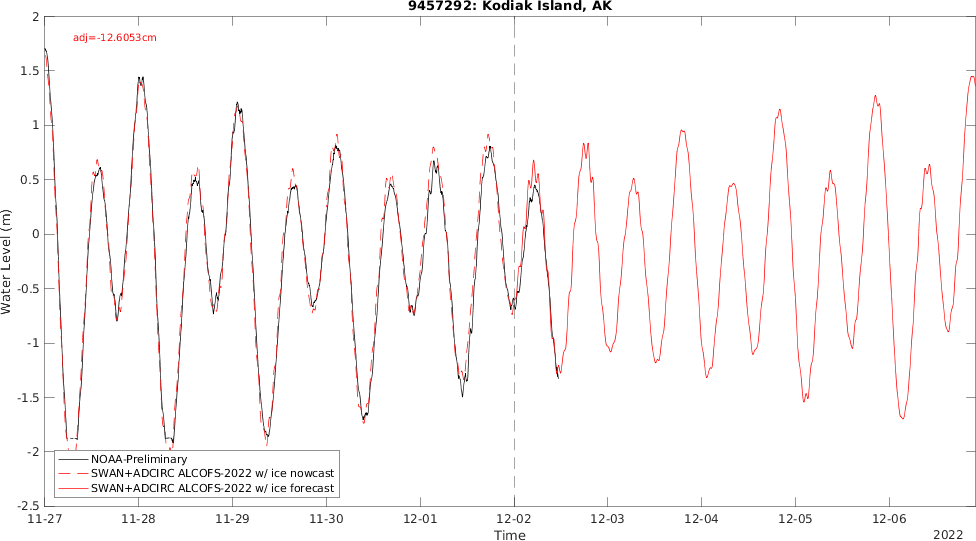 9457292: Kodiak Island, AK
adj=-12.6053cm
2
1.5
1
0.5
0
-0.5
-1
-1.5
-2
-2.5
Water Level (m)
NOAA-Preliminary
SWAN+ADCIRC ALCOFS-2022 w/ ice nowcast
SWAN+ADCIRC ALCOFS-2022 w/ ice forecast
11-27 11-28 11-29 11-30 12-01 12-02 12-03 12-04 12-05 12-06
Time
2022